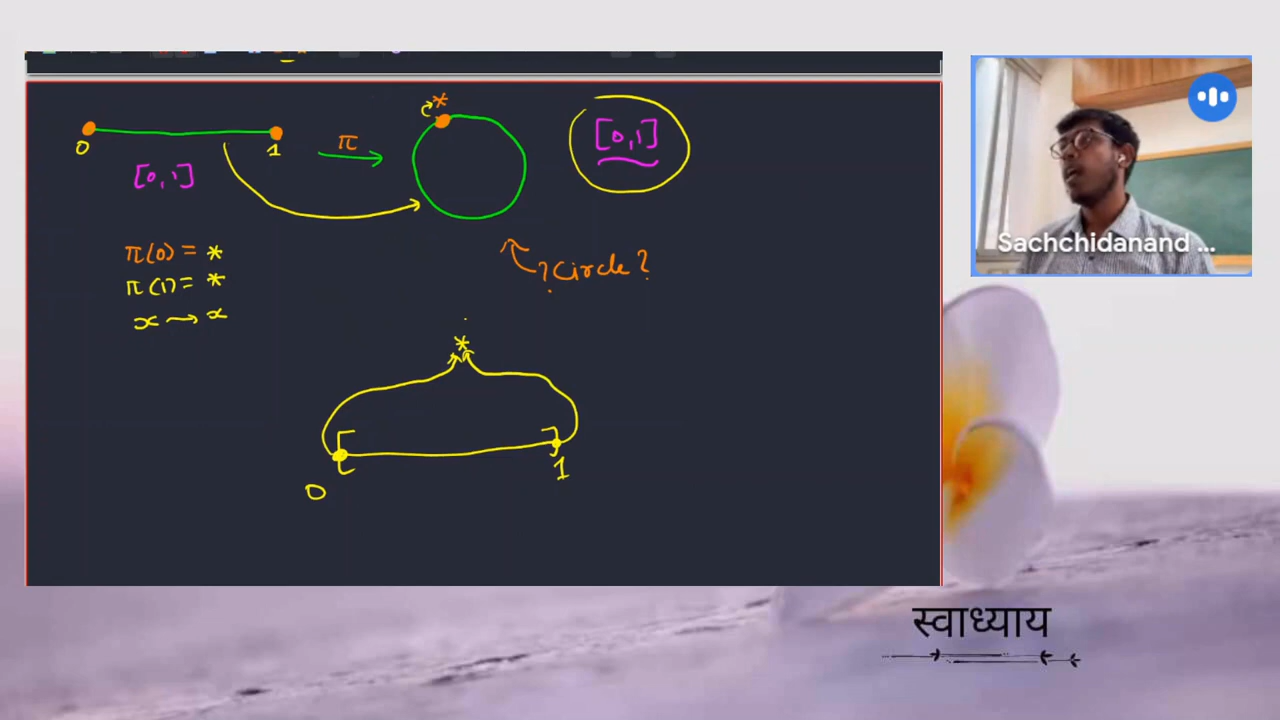 *
0
1
π
[0,1]
[0,1]
π(0) = *
π(1) = *
x → x
? Circle ?
*
[
]
0
1
Sachchidanand ...
स्वाध्याय